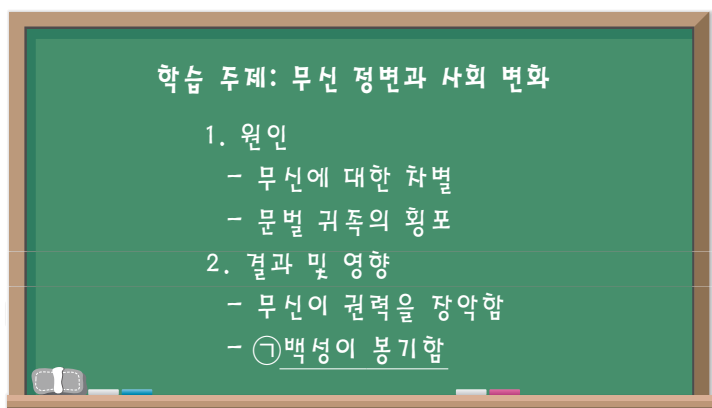 학습 주제: 무신 정변과 사회 변화
1. 원인
- 무신에 대한 차별
- 문벌 귀족의 횡포
2. 결과 및 영향
- 무신이 권력을 장악함
- ㉠백성이 봉기함